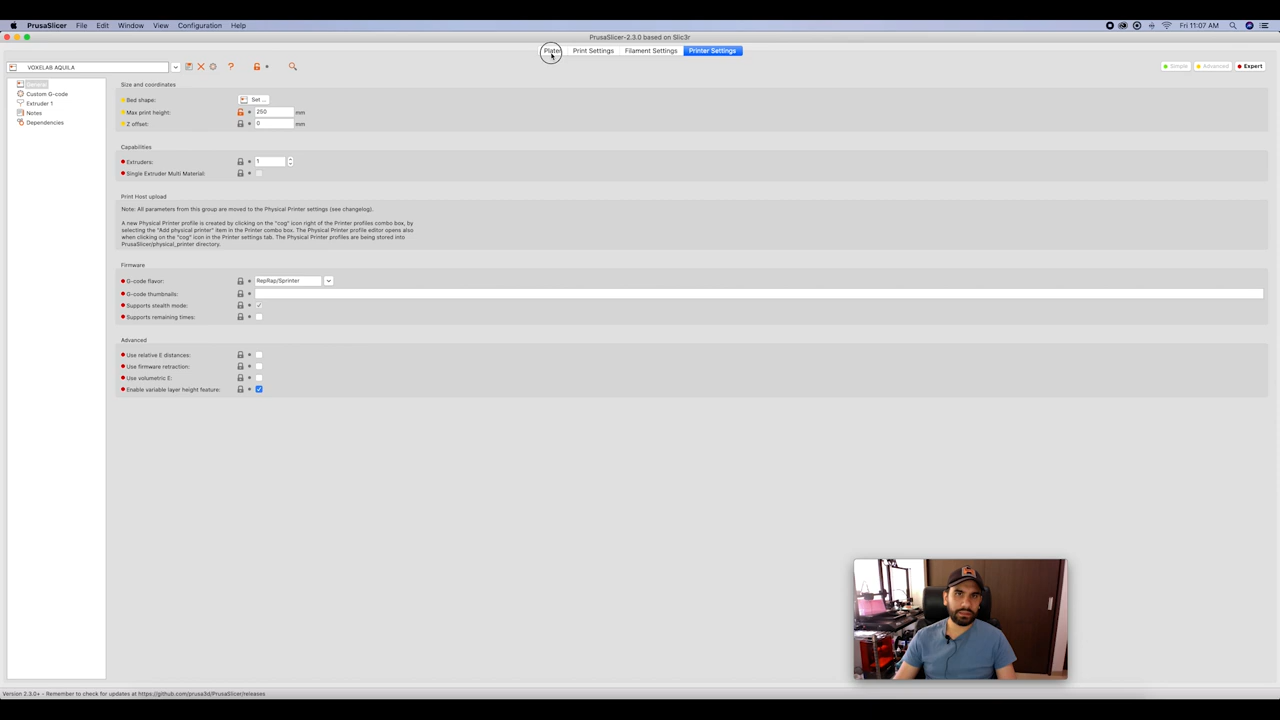 PrusaSlicer File Edit Window View Configuration Help Fri 11:07 AM
PrusaSlicer-2.3.0 based on Slic3r
Plater Print Settings Filament Settings Printer Settings
VOXELAB AQUILA ? Simple Advanced Expert
General
Custom G-code
Extruder 1
Notes
Dependencies
Size and coordinates
Bed shape: Set ...
Max print height: 250 mm
Z offset: 0 mm
Capabilities
Extruders: 1
Single Extruder Multi Material:
Print Host upload
Note: All parameters from this group are moved to the Physical Printer settings (see changelog).
A new Physical Printer profile is created by clicking on the "cog" icon right of the Printer profiles combo box, by
selecting the "Add physical printer" item in the Printer combo box. The Physical Printer profile editor opens also
when clicking on the "cog" icon in the Printer settings tab. The Physical Printer profiles are being stored into
PrusaSlicer/physical_printer directory.
Firmware
G-code flavor: RepRap/Sprinter
G-code thumbnails:
Supports stealth mode:
Supports remaining times:
Advanced
Use relative E distances:
Use firmware retraction:
Use volumetric E:
Enable variable layer height feature:
Version 2.3.0+ - Remember to check for updates at https://github.com/prusa3d/PrusaSlicer/releases